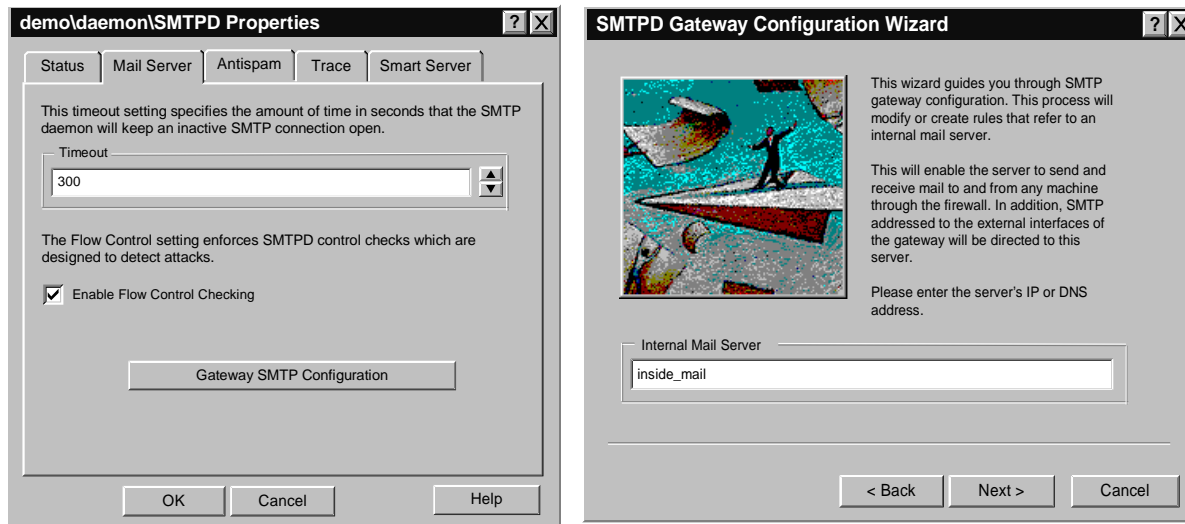 demo\daemon\SMTPD Properties
? X
Status Mail Server Antispam Trace Smart Server
This timeout setting specifies the amount of time in seconds that the SMTP
daemon will keep an inactive SMTP connection open.
Timeout
300
The Flow Control setting enforces SMTPD control checks which are
designed to detect attacks.
Enable Flow Control Checking
Gateway SMTP Configuration
OK Cancel Help
SMTPD Gateway Configuration Wizard
? X
This wizard guides you through SMTP
gateway configuration. This process will
modify or create rules that refer to an
internal mail server.
This will enable the server to send and
receive mail to and from any machine
through the firewall. In addition, SMTP
addressed to the external interfaces of
the gateway will be directed to this
server.
Please enter the server's IP or DNS
address.
Internal Mail Server
inside_mail
< Back Next > Cancel